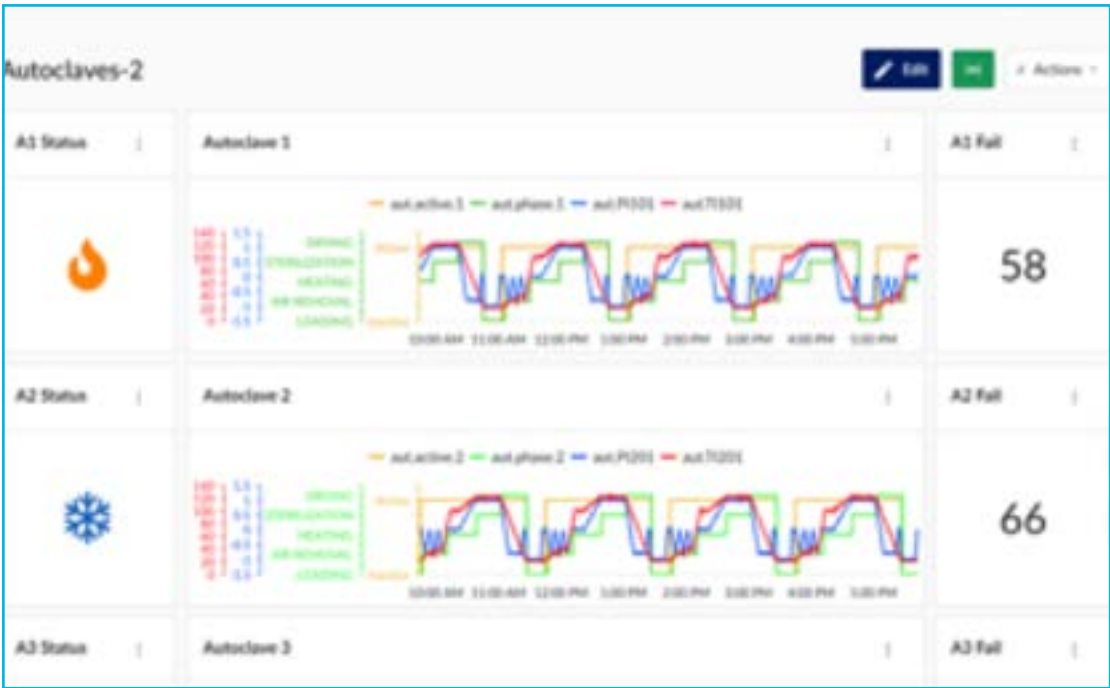 Autoclaves-2
Edit
Actions
A1 Status
Autoclave 1
A1 Fail
aut.active.1 aut.phase.1 aut.PI101 aut.TI101
DRYING
STERILIZATION
HEATING
AIR REMOVAL
LOADING
10:00 AM 11:00 AM 12:00 PM 1:00 PM 2:00 PM 3:00 PM 4:00 PM 5:00 PM
58
A2 Status
Autoclave 2
A2 Fail
aut.active.2 aut.phase.2 aut.PI201 aut.TI201
DRYING
STERILIZATION
HEATING
AIR REMOVAL
LOADING
10:00 AM 11:00 AM 12:00 PM 1:00 PM 2:00 PM 3:00 PM 4:00 PM 5:00 PM
66
A3 Status
Autoclave 3
A3 Fail